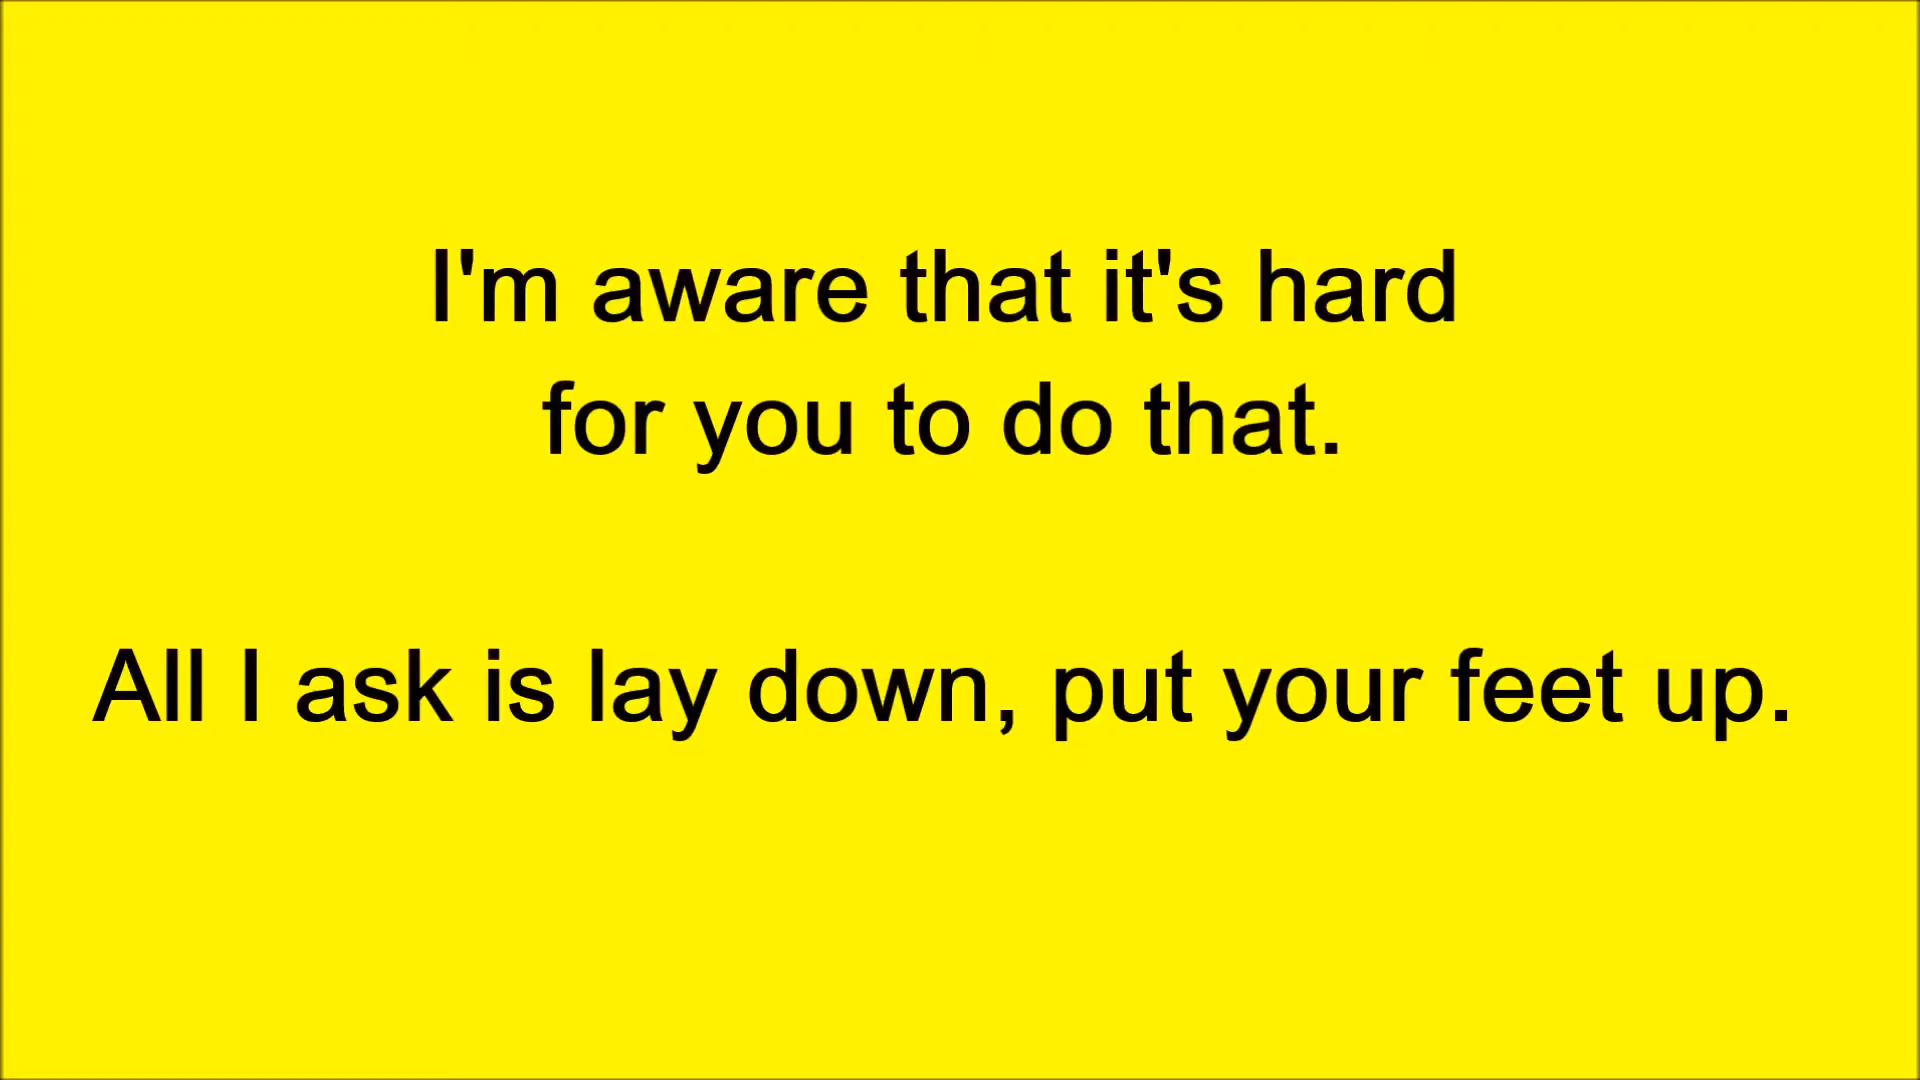 I'm aware that it's hard
for you to do that.
All I ask is lay down, put your feet up.